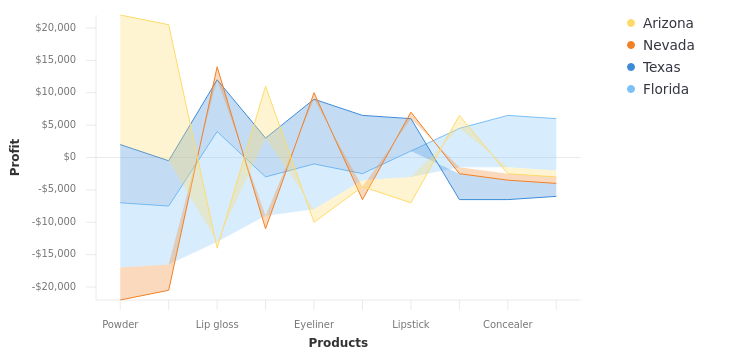 $20,000
$15,000
$10,000
$5,000
$0
-$5,000
-$10,000
-$15,000
-$20,000
Profit
Powder
Lip gloss
Eyeliner
Lipstick
Concealer
Products
Arizona
Nevada
Texas
Florida